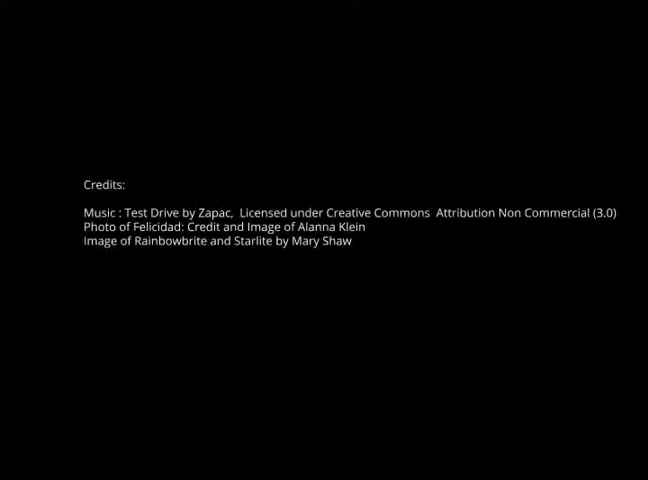 Credits:
Music : Test Drive by Zapac, Licensed under Creative Commons Attribution Non Commercial (3.0)
Photo of Felicidad: Credit and Image of Alanna Klein
Image of Rainbowbrite and Starlite by Mary Shaw